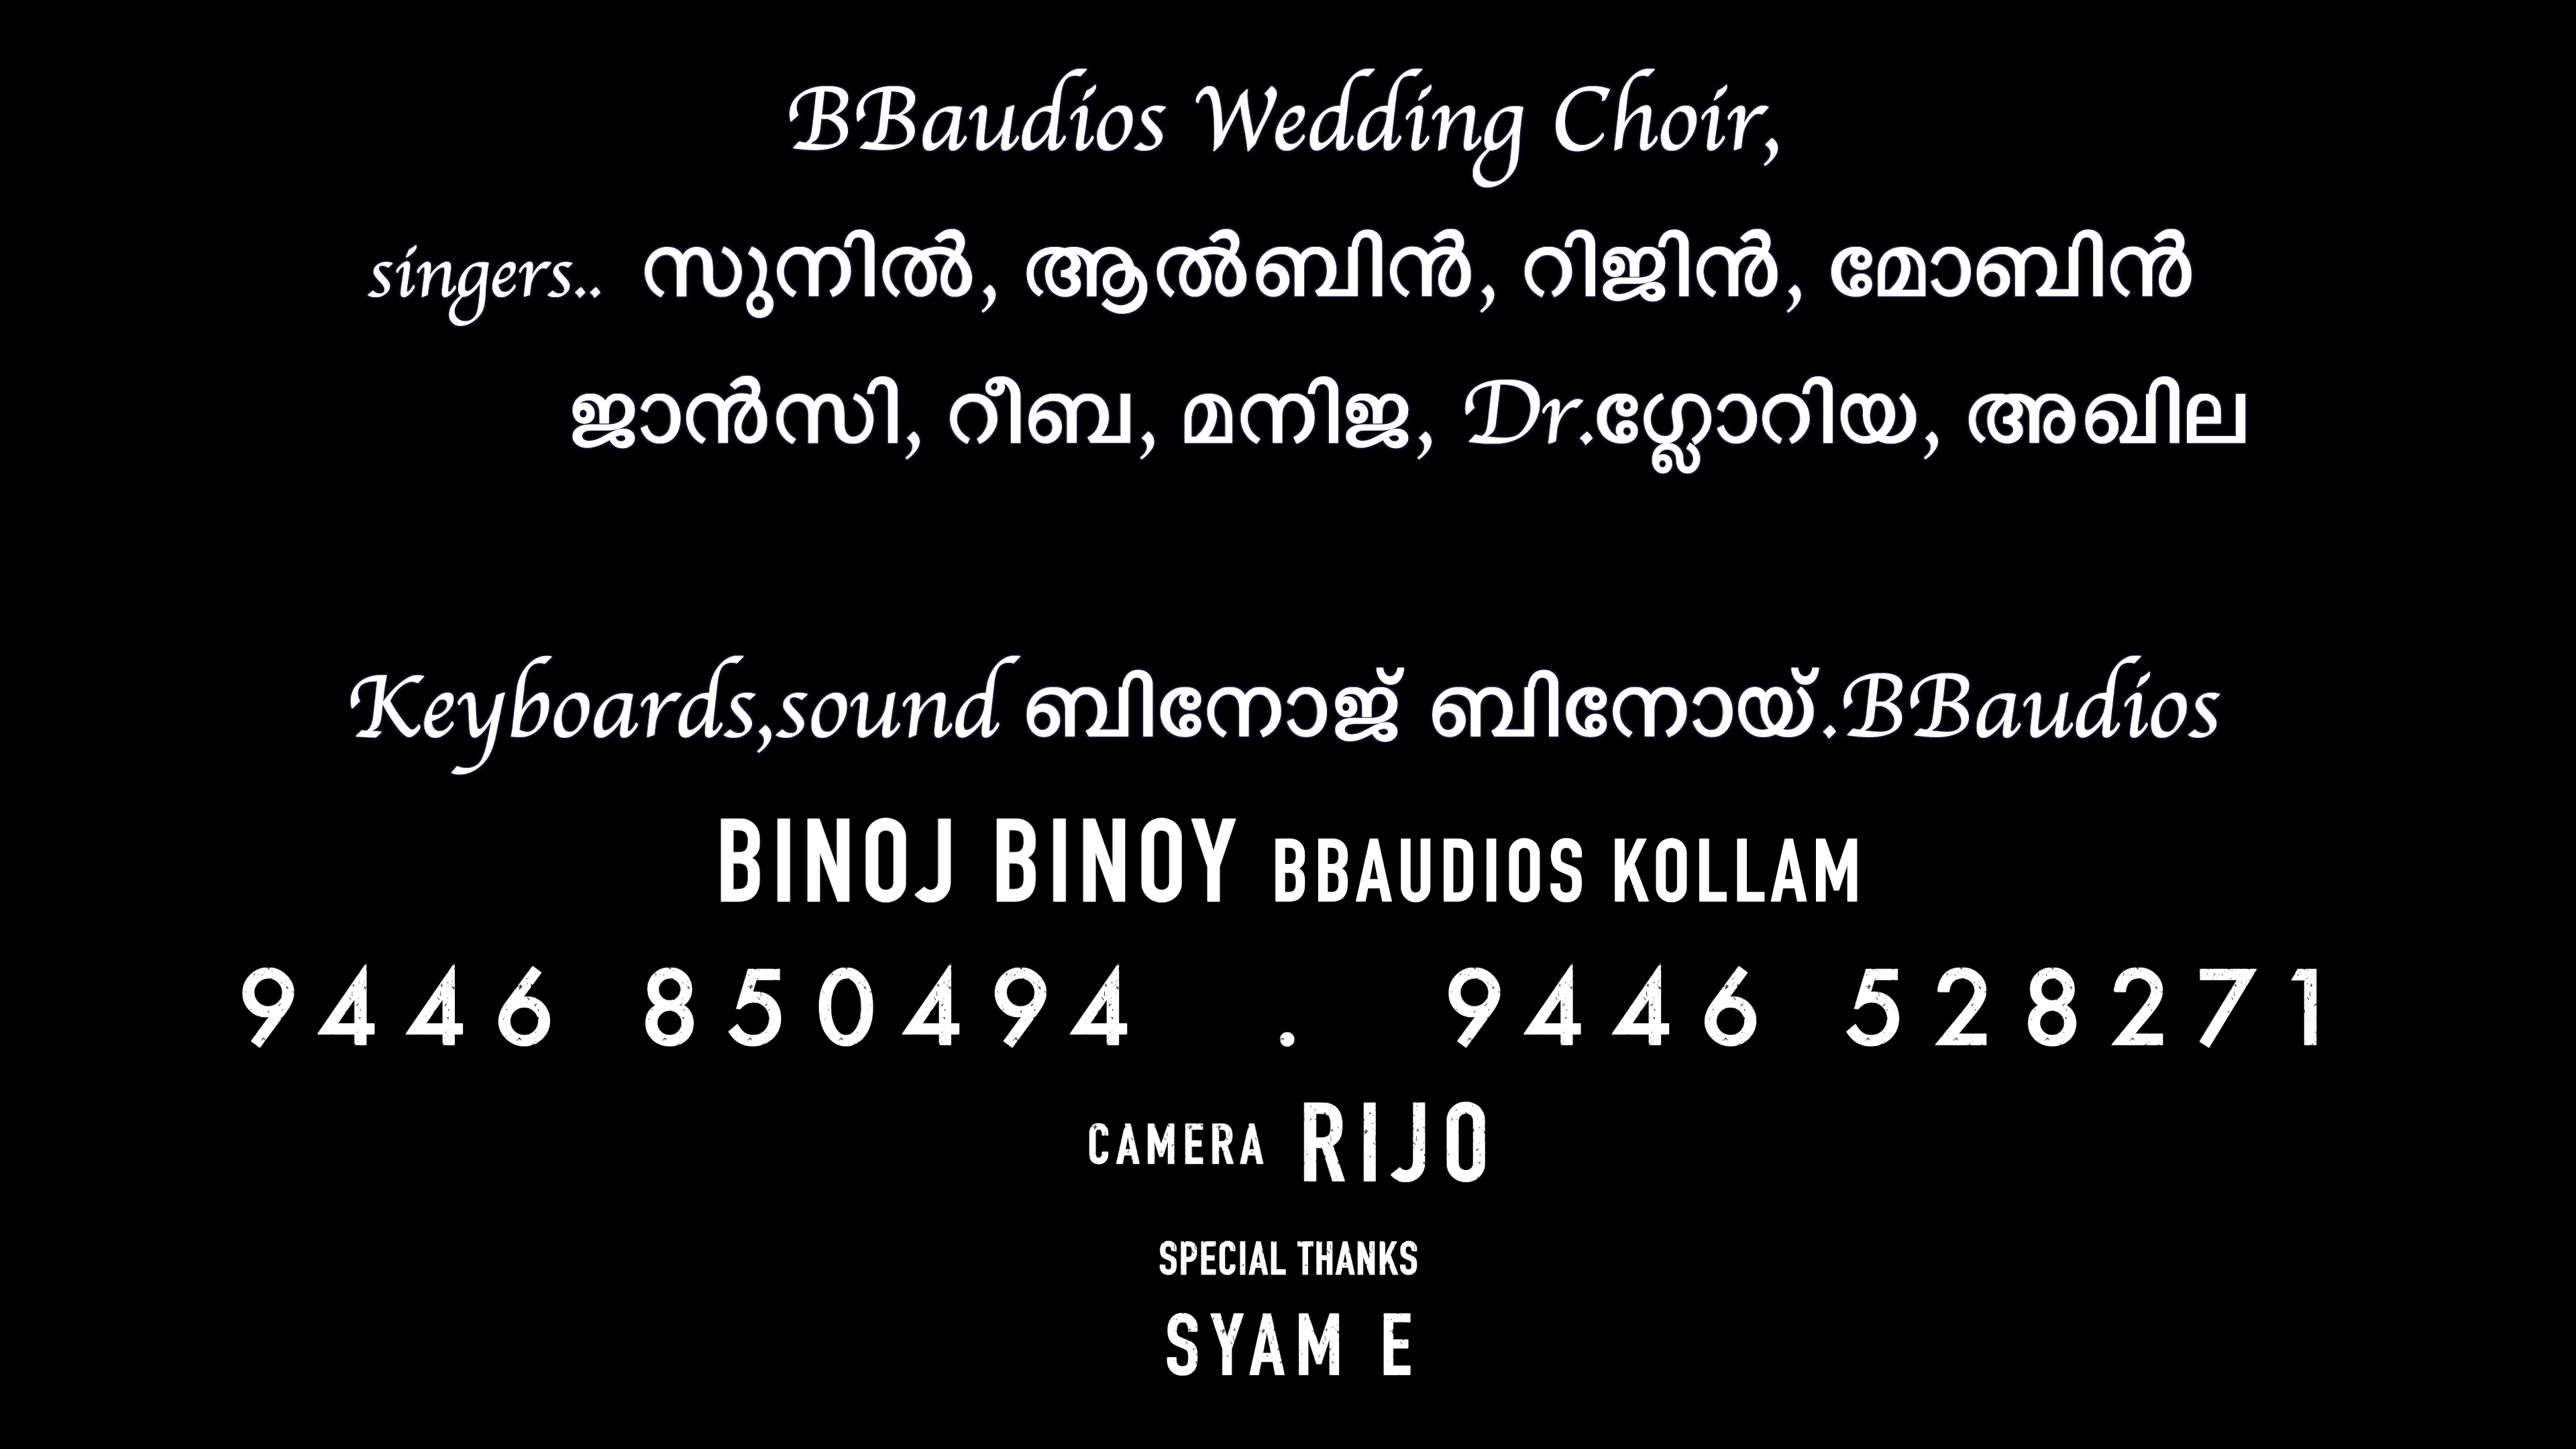 BBaudios Wedding Choir,
singers.. സുനിൽ, ആൽബിൻ, റിജിൻ, മോബിൻ
ജാൻസി, റീബ, മനിജ, Dr.ഗ്ലോറിയ, അഖില
Keyboards,sound ബിനോജ് ബിനോയ്.BBaudios
BINOJ BINOY BBAUDIOS KOLLAM
9446 850494 . 9446 528271
CAMERA RIJO
SPECIAL THANKS
SYAM E